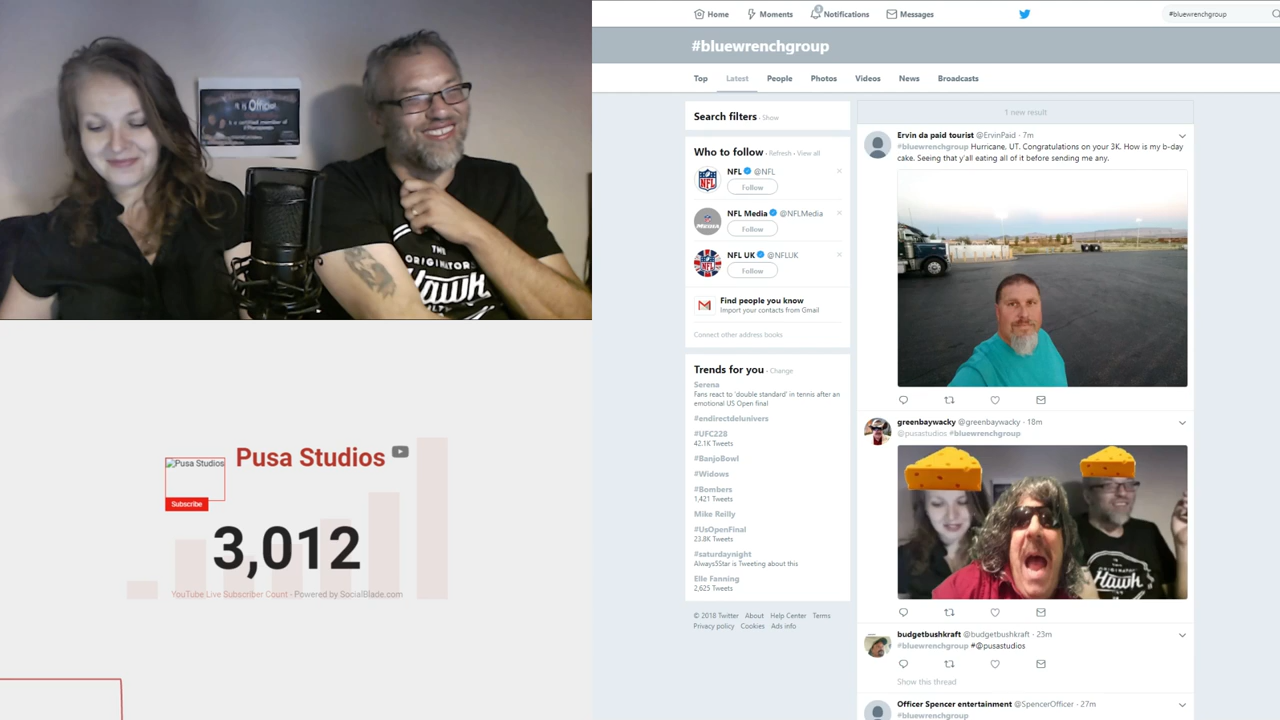 Home
Moments
3
Notifications
Messages
#bluewrenchgroup
#bluewrenchgroup
Top
Latest
People
Photos
Videos
News
Broadcasts
THE
ORIGINATOR
Hawk
Pusa Studios
Pusa Studios
Subscribe
3,012
YouTube Live Subscriber Count - Powered by SocialBlade.com
Search filters · Show
Who to follow · Refresh · View all
NFL @NFL
NFL
Follow
NFL Media @NFLMedia
MEDIA
Follow
NFL UK @NFLUK
NFL
Follow
Find people you know
Import your contacts from Gmail
Connect other address books
Trends for you · Change
Serena
Fans react to 'double standard' in tennis after an
emotional US Open final
#endirectdelunivers
#UFC228
42.1K Tweets
#BanjoBowl
#Widows
#Bombers
1,421 Tweets
Mike Reilly
#UsOpenFinal
23.8K Tweets
#saturdaynight
Always5Star is Tweeting about this
Elle Fanning
2,625 Tweets
© 2018 Twitter About Help Center Terms
Privacy policy Cookies Ads info
1 new result
Ervin da paid tourist @ErvinPaid · 7m
#bluewrenchgroup Hurricane, UT. Congratulations on your 3K. How is my b-day
cake. Seeing that y'all eating all of it before sending me any.
greenbaywacky @greenbaywacky · 18m
@pusastudios #bluewrenchgroup
THE
Hawk
budgetbushkraft @budgetbushkraft · 23m
#bluewrenchgroup #@pusastudios
Show this thread
Officer Spencer entertainment @SpencerOfficer · 27m
#bluewrenchgroup